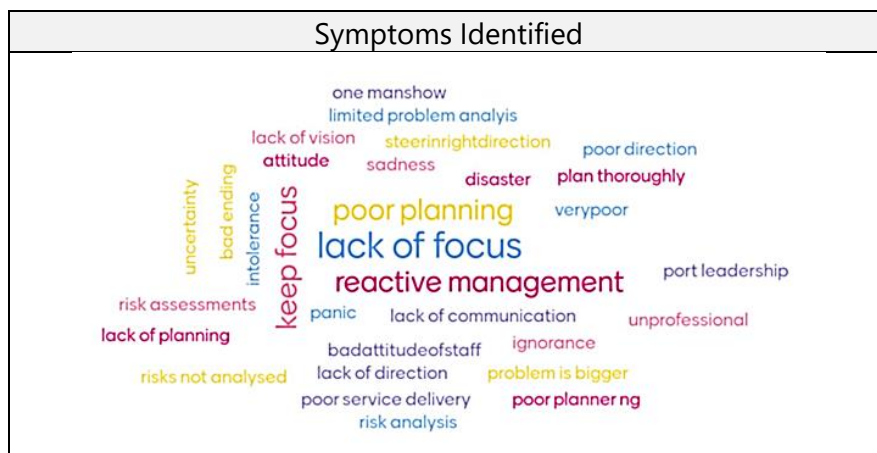 Symptoms Identified
one manshow
limited problem analyis
lack of vision
steerinrightdirection
poor direction
attitude
sadness
disaster
plan thoroughly
uncertainty
bad ending
intolerance
keep focus
poor planning
verypoor
lack of focus
reactive management
port leadership
risk assessments
panic
lack of communication
unprofessional
lack of planning
badattitudeofstaff
ignorance
risks not analysed
lack of direction
problem is bigger
poor service delivery
poor planner ng
risk analysis